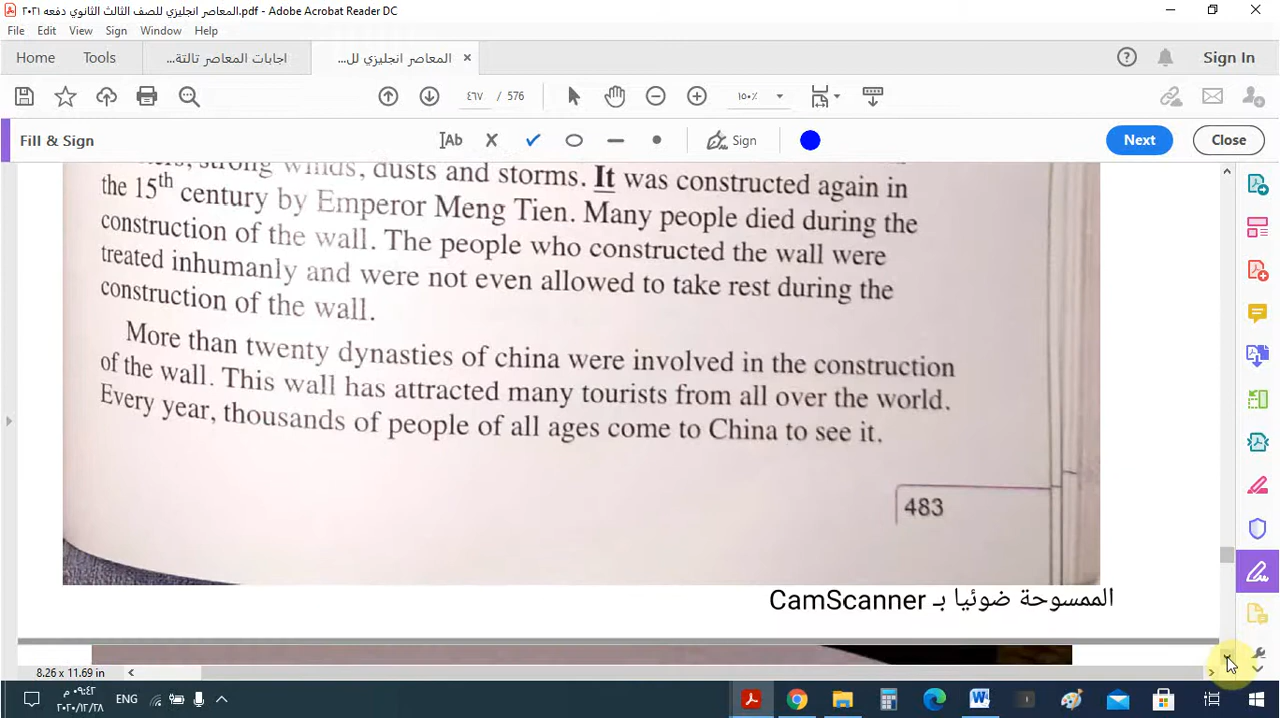 المعاصر انجليزي للصف الثالث الثانوي دفعه ٢٠٢١.pdf - Adobe Acrobat Reader DC
File Edit View Sign Window Help
Home Tools اجابات المعاصر تالتة... المعاصر انجليزي لل... × Sign In
٤٦٧ / 576 ١٥٠٪
Fill & Sign Ab Sign Next Close
strong winds, dusts and storms. It was constructed again in
the 15th century by Emperor Meng Tien. Many people died during the
construction of the wall. The people who constructed the wall were
treated inhumanly and were not even allowed to take rest during the
construction of the wall.
More than twenty dynasties of china were involved in the construction
of the wall. This wall has attracted many tourists from all over the world.
Every year, thousands of people of all ages come to China to see it.
483
الممسوحة ضوئيا بـ CamScanner
8.26 x 11.69 in
ENG ٠٩:٤٢ م
٢٠٢٠/١٢/٢٨